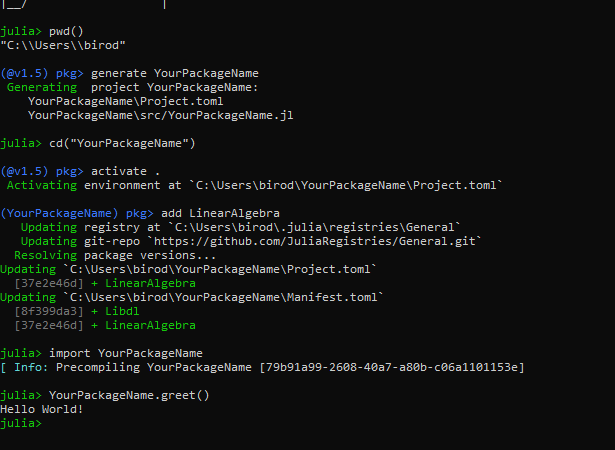 |__/                   |
julia> pwd()
"C:\\Users\\birod"
(@v1.5) pkg> generate YourPackageName
 Generating  project YourPackageName:
    YourPackageName\Project.toml
    YourPackageName\src/YourPackageName.jl
julia> cd("YourPackageName")
(@v1.5) pkg> activate .
 Activating environment at `C:\Users\birod\YourPackageName\Project.toml`
(YourPackageName) pkg> add LinearAlgebra
   Updating registry at `C:\Users\birod\.julia\registries\General`
   Updating git-repo `https://github.com/JuliaRegistries/General.git`
  Resolving package versions...
Updating `C:\Users\birod\YourPackageName\Project.toml`
  [37e2e46d] + LinearAlgebra
Updating `C:\Users\birod\YourPackageName\Manifest.toml`
  [8f399da3] + Libdl
  [37e2e46d] + LinearAlgebra
julia> import YourPackageName
[ Info: Precompiling YourPackageName [79b91a99-2608-40a7-a80b-c06a1101153e]
julia> YourPackageName.greet()
Hello World!
julia>